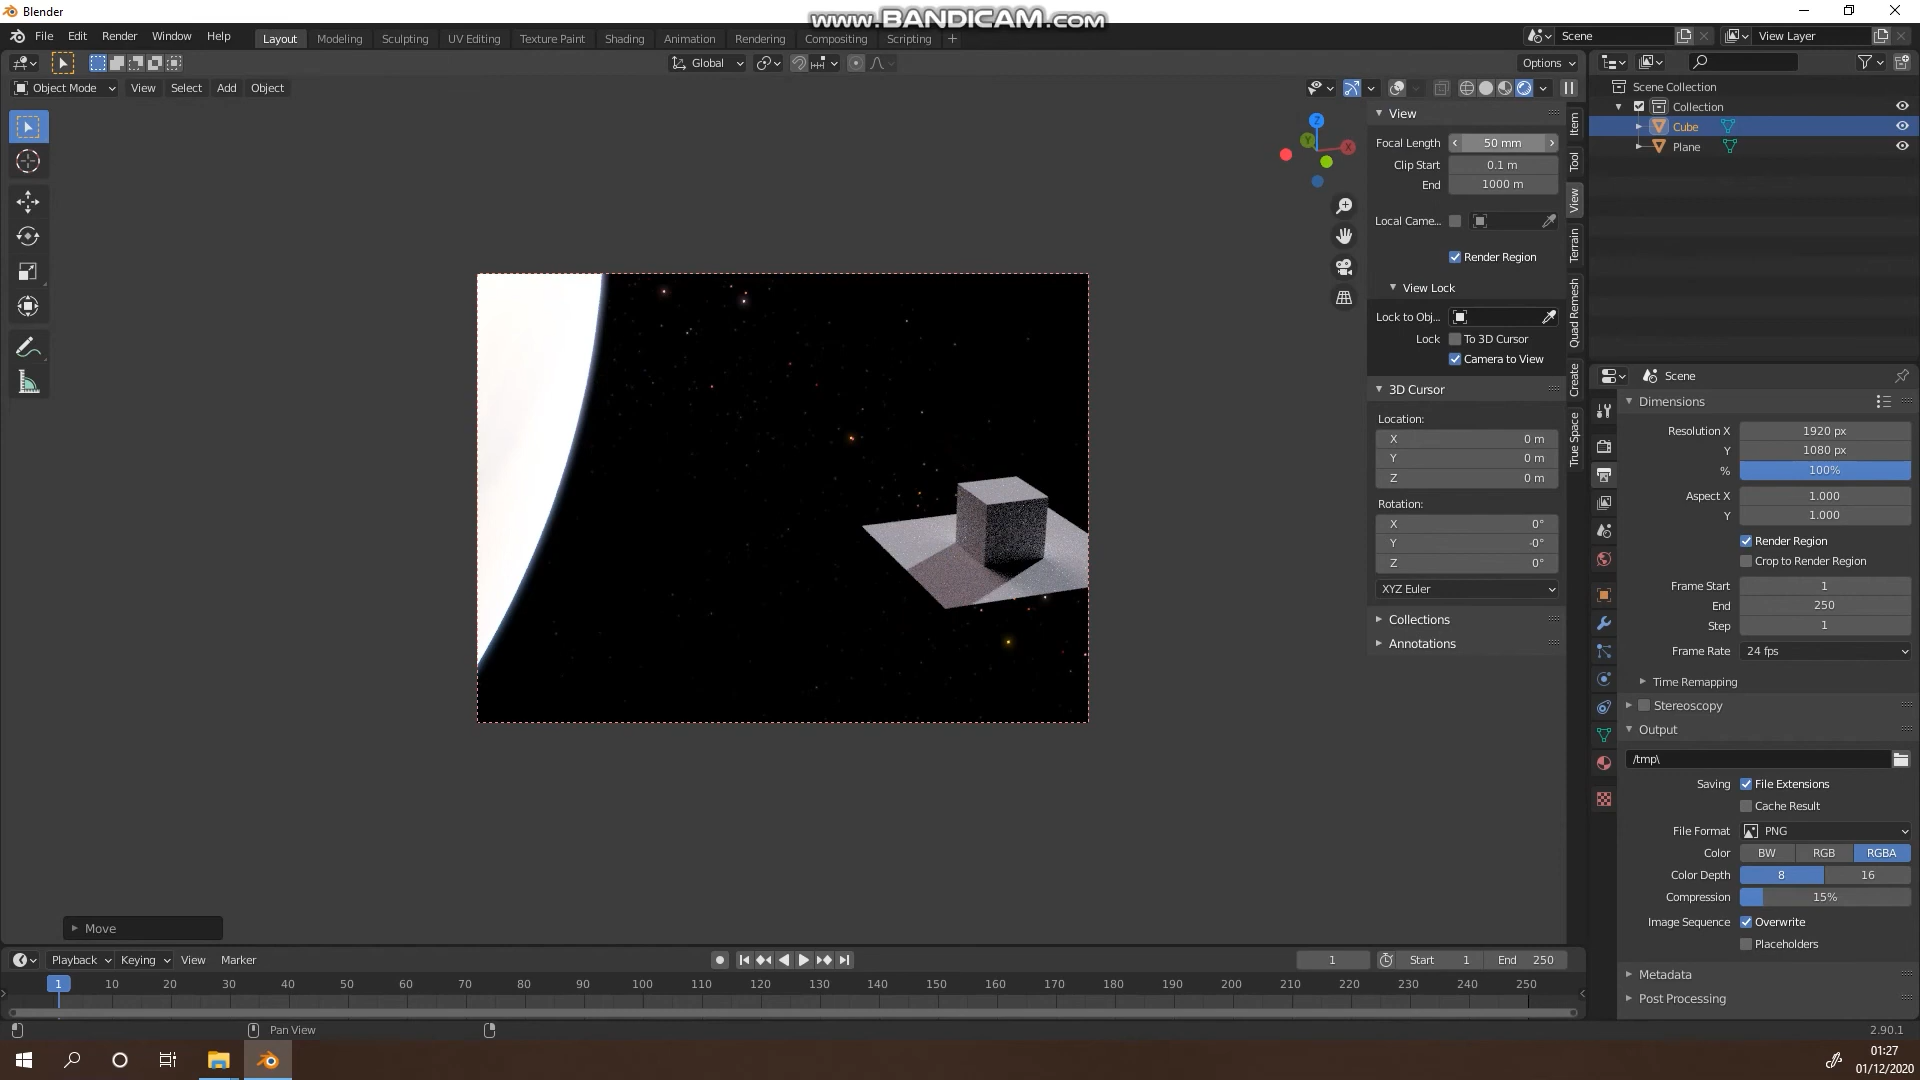 Blender
www.BANDICAM.com
File Edit Render Window Help
Layout Modeling Sculpting UV Editing Texture Paint Shading Animation Rendering Compositing Scripting +
Scene
View Layer
Global
Options
Object Mode View Select Add Object
View
Focal Length 50 mm
Clip Start 0.1 m
End 1000 m
Local Came...
Render Region
View Lock
Lock to Obj...
Lock To 3D Cursor
Camera to View
3D Cursor
Location:
X 0 m
Y 0 m
Z 0 m
Rotation:
X 0°
Y -0°
Z 0°
XYZ Euler
Collections
Annotations
Item
Tool
View
Terrain
Quad Remesh
Create
True Space
Z
Y
X
Scene Collection
Collection
Cube
Plane
Scene
Dimensions
Resolution X 1920 px
Y 1080 px
% 100%
Aspect X 1.000
Y 1.000
Render Region
Crop to Render Region
Frame Start 1
End 250
Step 1
Frame Rate 24 fps
Time Remapping
Stereoscopy
Output
/tmp\
Saving File Extensions
Cache Result
File Format PNG
Color BW RGB RGBA
Color Depth 8 16
Compression 15%
Image Sequence Overwrite
Placeholders
Metadata
Post Processing
Move
Playback Keying View Marker
1 Start 1 End 250
1 10 20 30 40 50 60 70 80 90 100 110 120 130 140 150 160 170 180 190 200 210 220 230 240 250
Pan View
2.90.1
01:27
01/12/2020